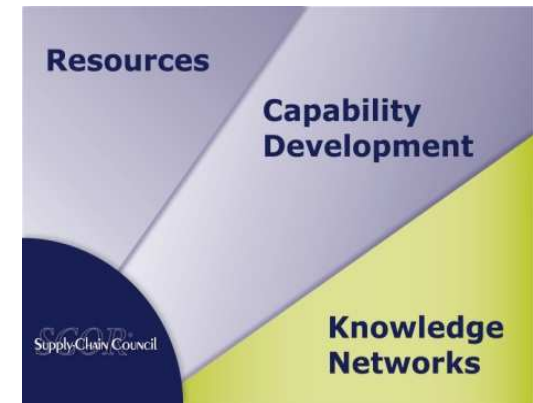 Resources
Capability
Development
SCOR
Supply-Chain Council
Knowledge
Networks